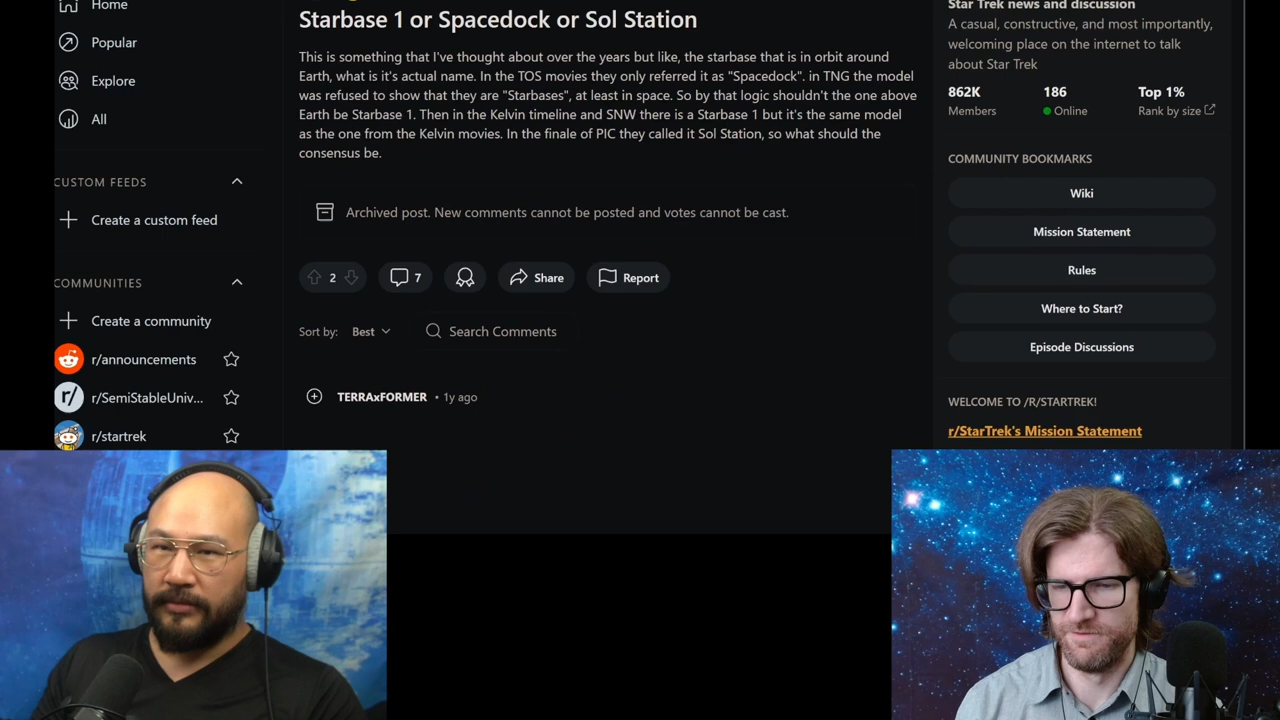 Home
Popular
Explore
All
CUSTOM FEEDS
Create a custom feed
COMMUNITIES
Create a community
r/announcements
r/SemiStableUniv...
r/startrek
Starbase 1 or Spacedock or Sol Station
This is something that I've thought about over the years but like, the starbase that is in orbit around
Earth, what is it's actual name. In the TOS movies they only referred it as "Spacedock". in TNG the model
was refused to show that they are "Starbases", at least in space. So by that logic shouldn't the one above
Earth be Starbase 1. Then in the Kelvin timeline and SNW there is a Starbase 1 but it's the same model
as the one from the Kelvin movies. In the finale of PIC they called it Sol Station, so what should the
consensus be.
Archived post. New comments cannot be posted and votes cannot be cast.
2 7 Share Report
Sort by: Best Search Comments
TERRAxFORMER • 1y ago
Star Trek news and discussion
A casual, constructive, and most importantly,
welcoming place on the internet to talk
about Star Trek
862K 186 Top 1%
Members Online Rank by size
COMMUNITY BOOKMARKS
Wiki
Mission Statement
Rules
Where to Start?
Episode Discussions
WELCOME TO /R/STARTREK!
r/StarTrek's Mission Statement
r/